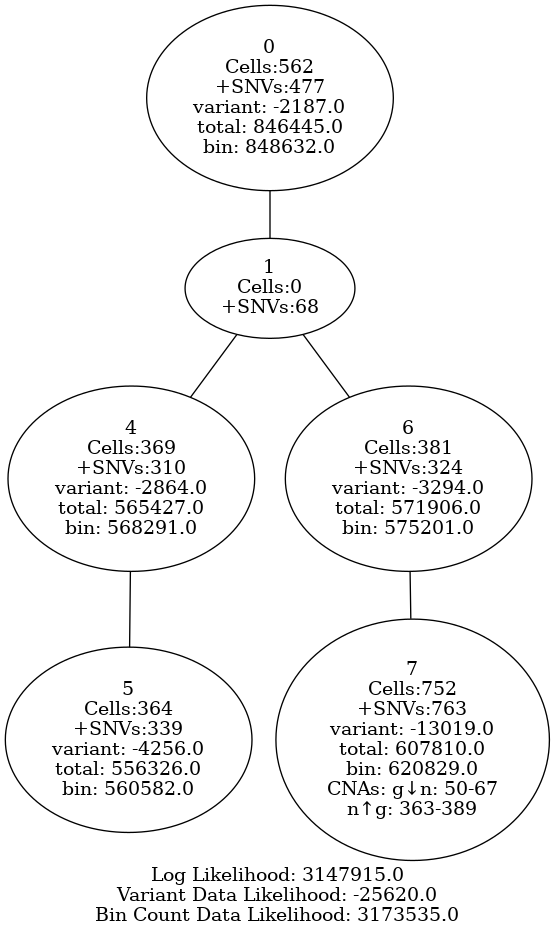 0
Cells:562
+SNVs:477
variant: -2187.0
total: 846445.0
bin: 848632.0
1
Cells:0
+SNVs:68
4
Cells:369
+SNVs:310
variant: -2864.0
total: 565427.0
bin: 568291.0
6
Cells:381
+SNVs:324
variant: -3294.0
total: 571906.0
bin: 575201.0
5
Cells:364
+SNVs:339
variant: -4256.0
total: 556326.0
bin: 560582.0
7
Cells:752
+SNVs:763
variant: -13019.0
total: 607810.0
bin: 620829.0
CNAs: g↓n: 50-67
n↑g: 363-389
Log Likelihood: 3147915.0
Variant Data Likelihood: -25620.0
Bin Count Data Likelihood: 3173535.0